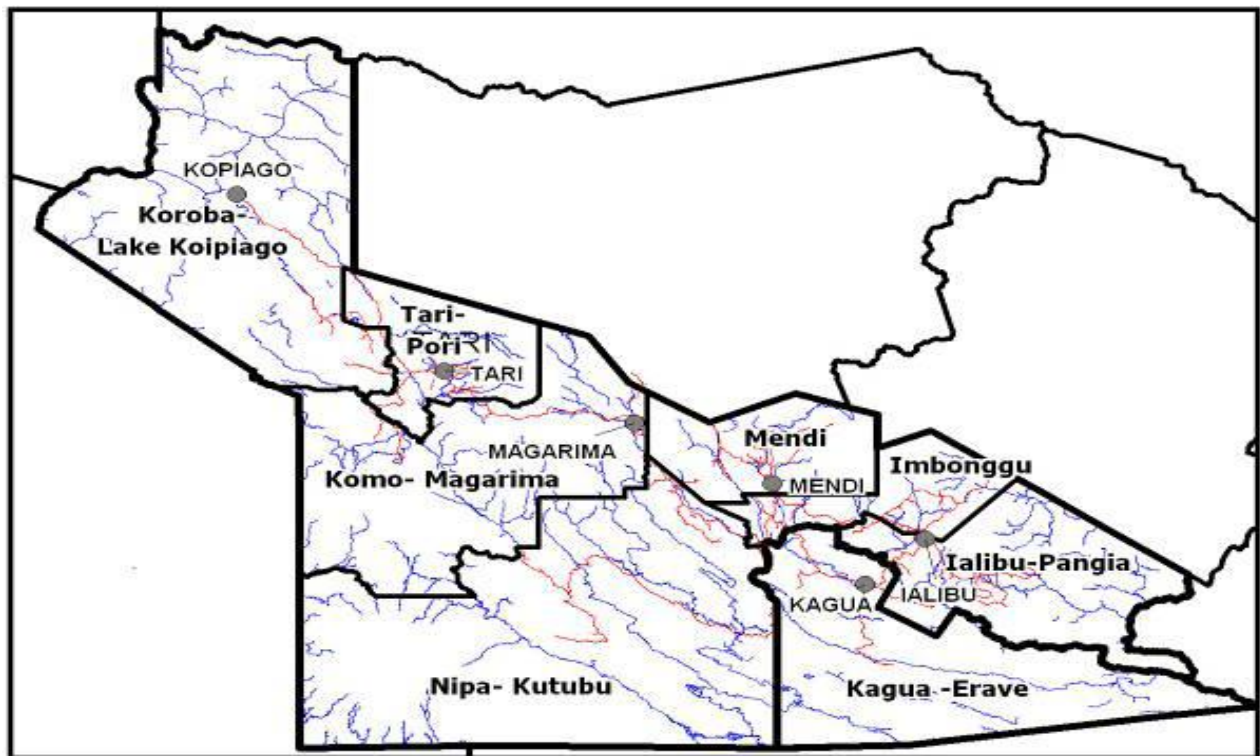 KOPIAGO
Koroba-
Lake Koipiago
Tari-
Pori
TARI
TARI
Mendi
MAGARIMA
Imbonggu
Komo- Magarima
MENDI
Ialibu-Pangia
KAGUA
IALIBU
Nipa- Kutubu
Kagua -Erave